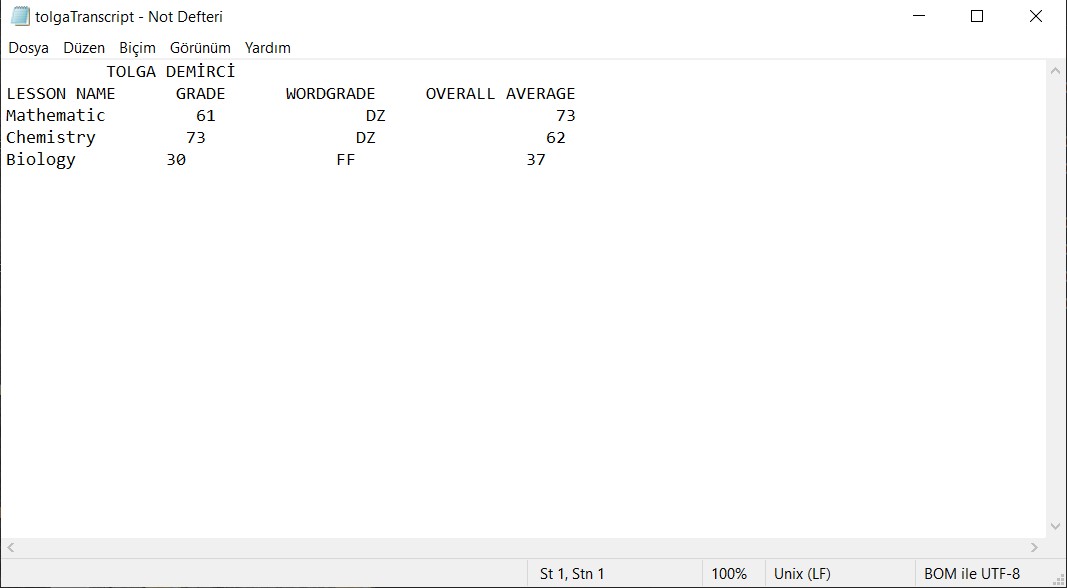 tolgaTranscript - Not Defteri
Dosya Düzen Biçim Görünüm Yardım
TOLGA DEMİRCİ
LESSON NAME GRADE WORDGRADE OVERALL AVERAGE
Mathematic 61 DZ 73
Chemistry 73 DZ 62
Biology 30 FF 37
St 1, Stn 1 100% Unix (LF) BOM ile UTF-8